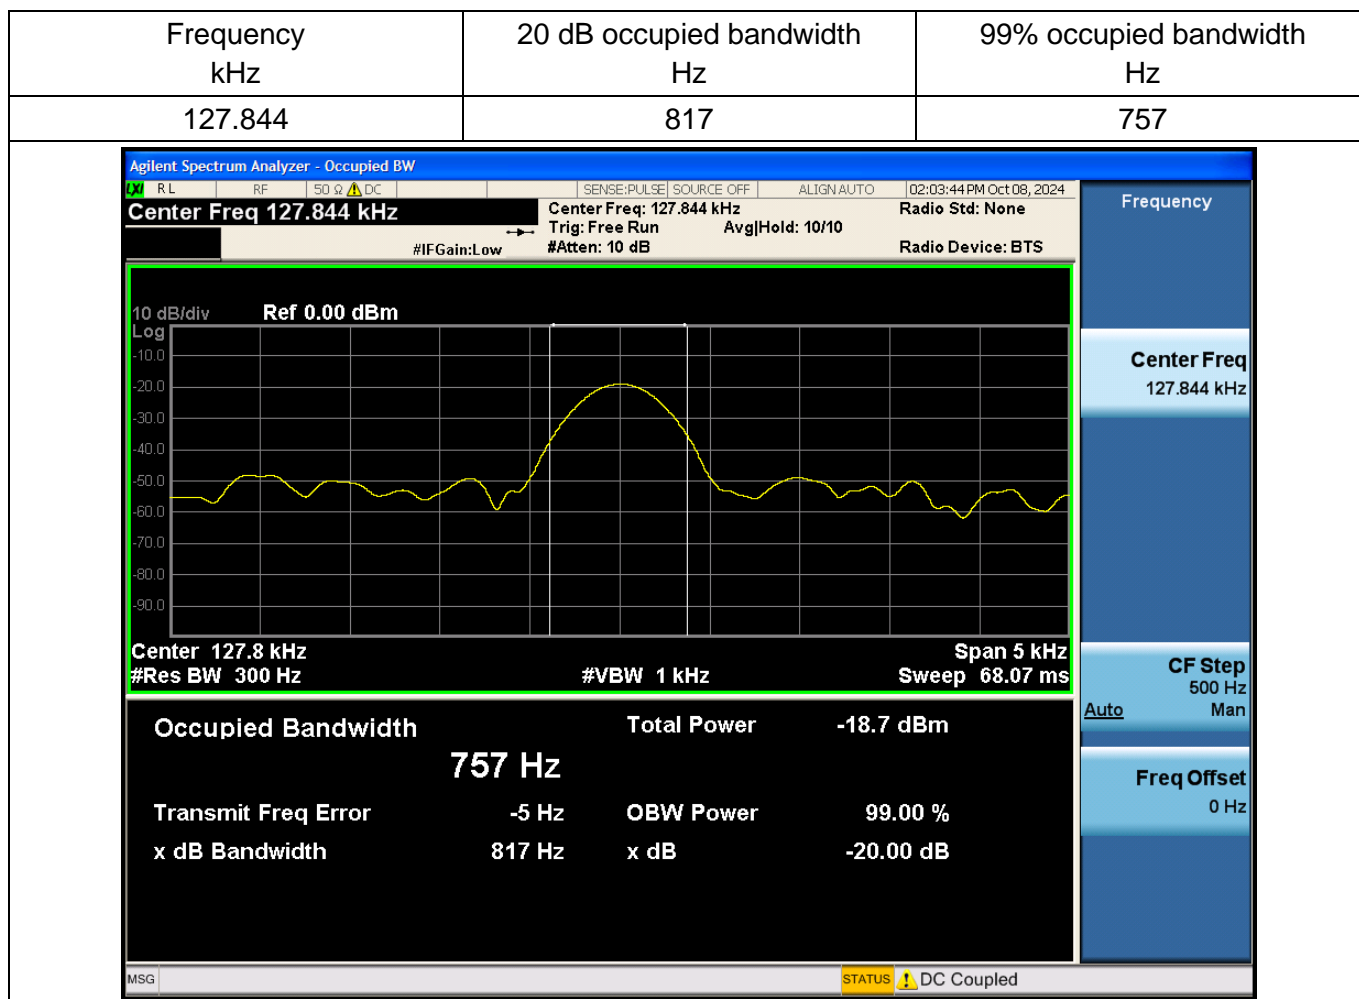 Frequency 20 dB occupied bandwidth 99% occupied bandwidth
kHz Hz Hz
127.844 817 757
Agilent Spectrum Analyzer - Occupied BW
LXI RL RF 50 Ω DC SENSE:PULSE SOURCE OFF ALIGN AUTO 02:03:44 PM Oct 08, 2024
Center Freq 127.844 kHz
Center Freq: 127.844 kHz Radio Std: None
Trig: Free Run Avg|Hold: 10/10
#IFGain:Low #Atten: 10 dB Radio Device: BTS
Frequency
10 dB/div Ref 0.00 dBm
Log
-10.0
-20.0
-30.0
-40.0
-50.0
-60.0
-70.0
-80.0
-90.0
Center 127.8 kHz Span 5 kHz
#Res BW 300 Hz #VBW 1 kHz Sweep 68.07 ms
Occupied Bandwidth Total Power -18.7 dBm
757 Hz
Transmit Freq Error -5 Hz OBW Power 99.00 %
x dB Bandwidth 817 Hz x dB -20.00 dB
Center Freq
127.844 kHz
CF Step
500 Hz
Auto Man
Freq Offset
0 Hz
MSG STATUS DC Coupled